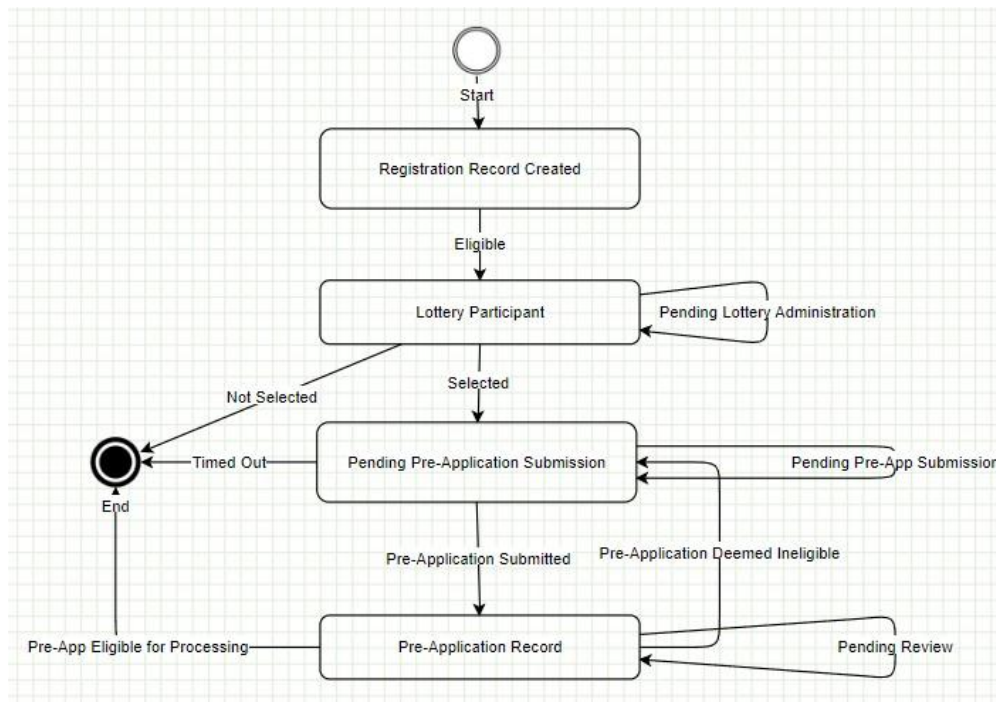 Start
Registration Record Created
Eligible
Lottery Participant
Pending Lottery Administration
Not Selected
Selected
Timed Out
Pending Pre-Application Submission
Pending Pre-App Submission
End
Pre-Application Submitted
Pre-Application Deemed Ineligible
Pre-App Eligible for Processing
Pre-Application Record
Pending Review